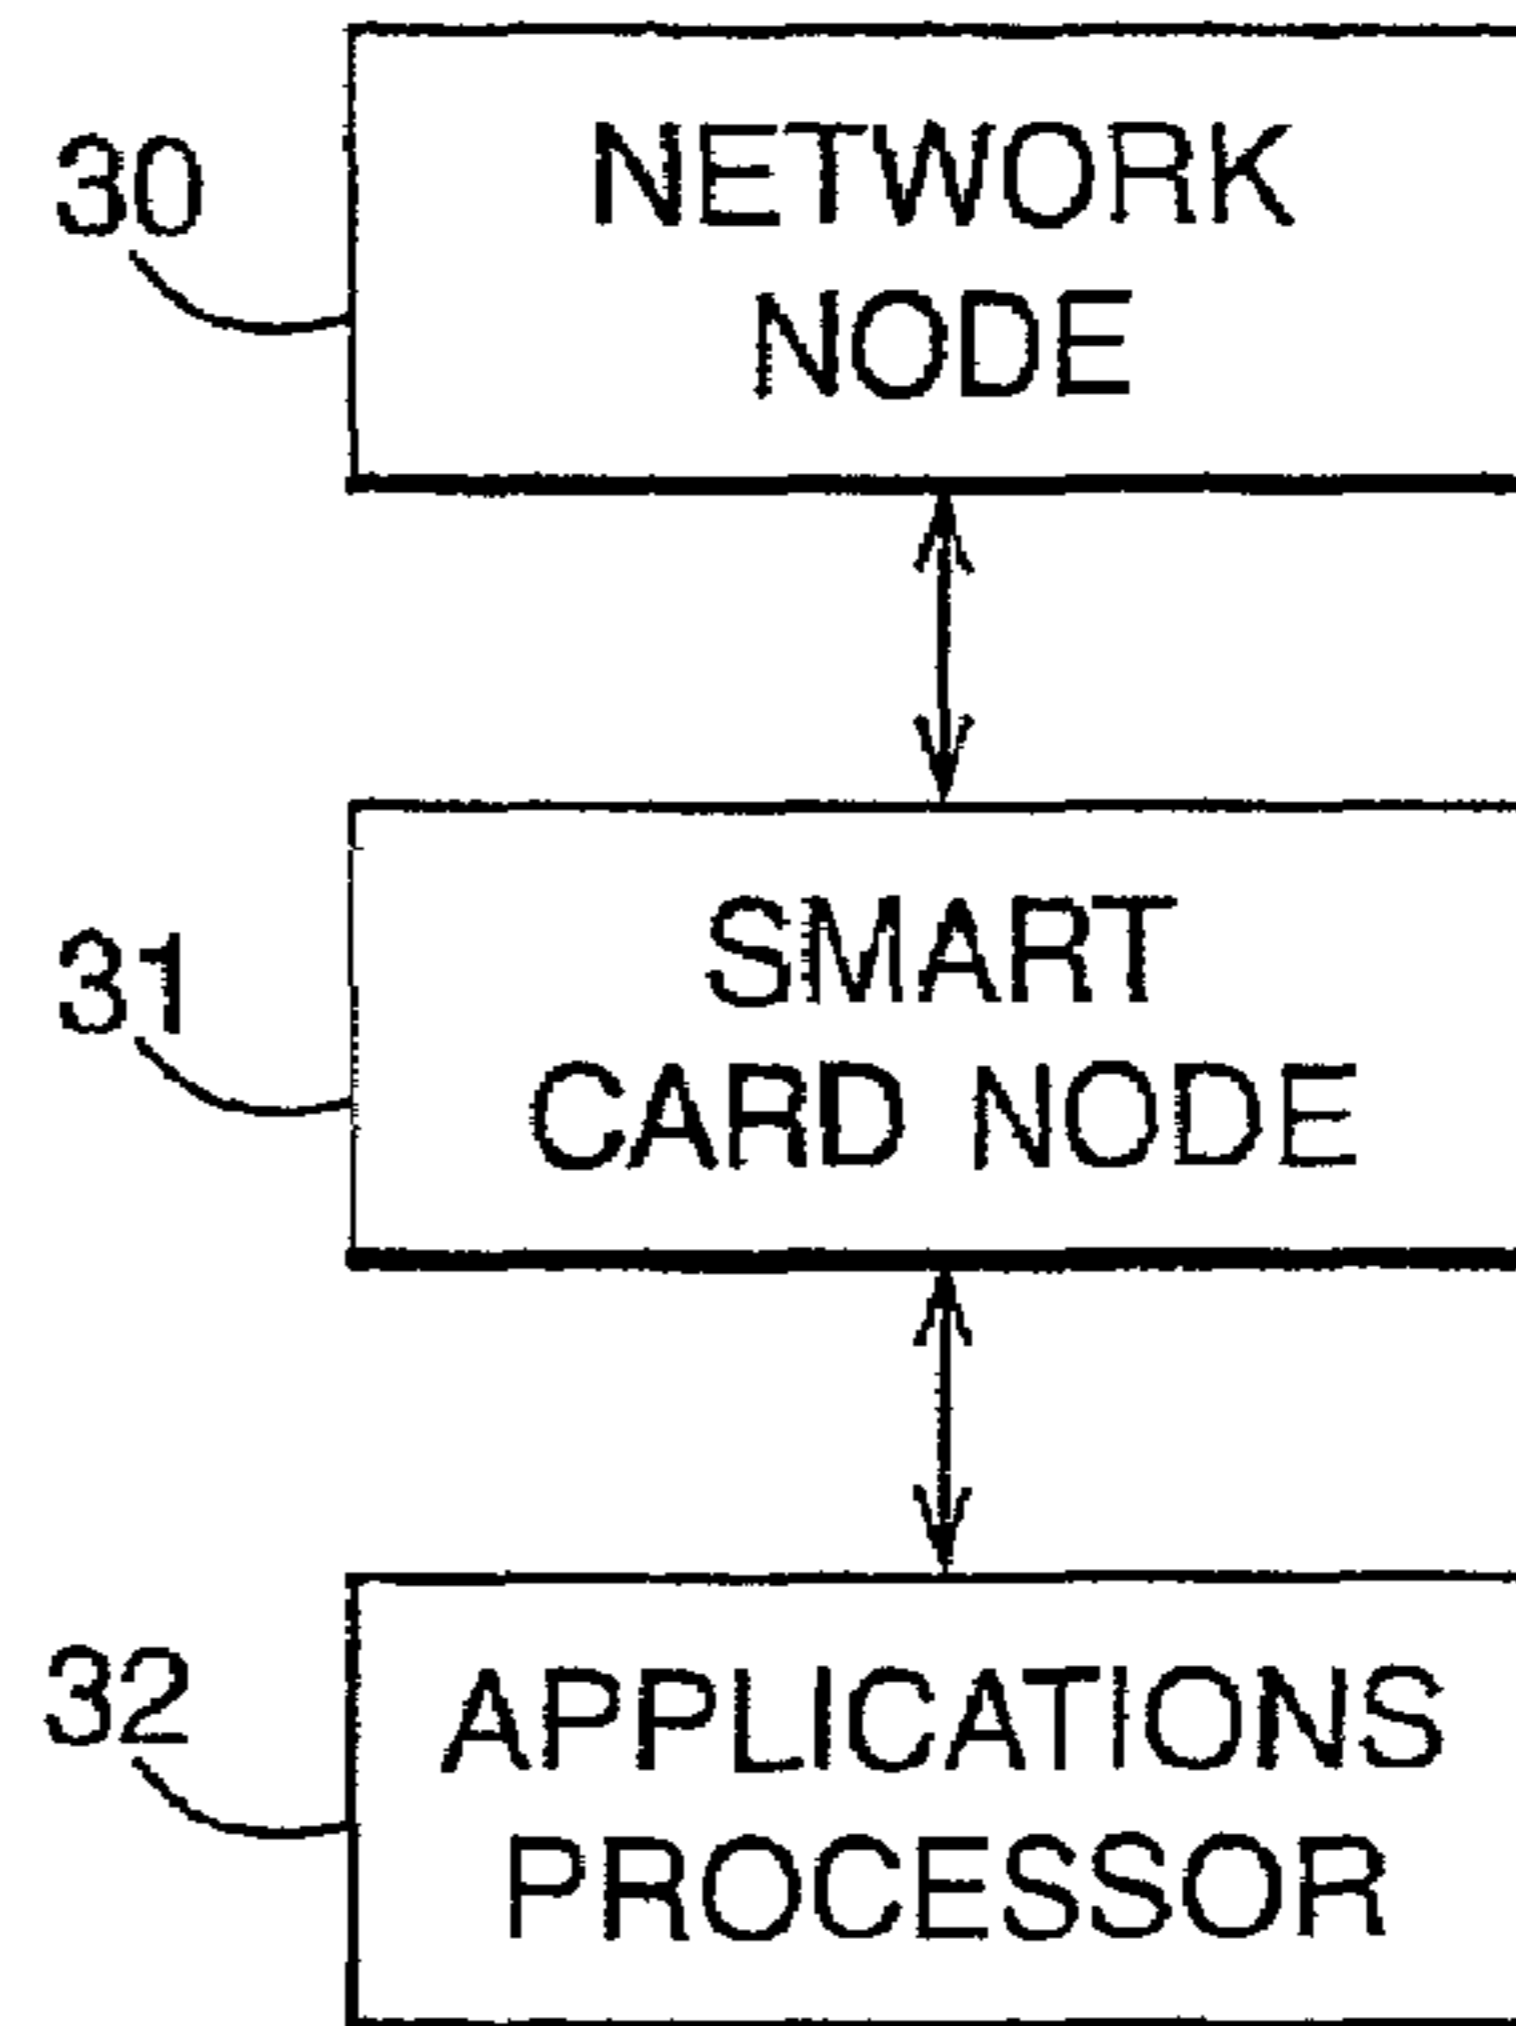 30
NETWORK
NODE
31
SMART
CARD NODE
32
APPLICATIONS
PROCESSOR